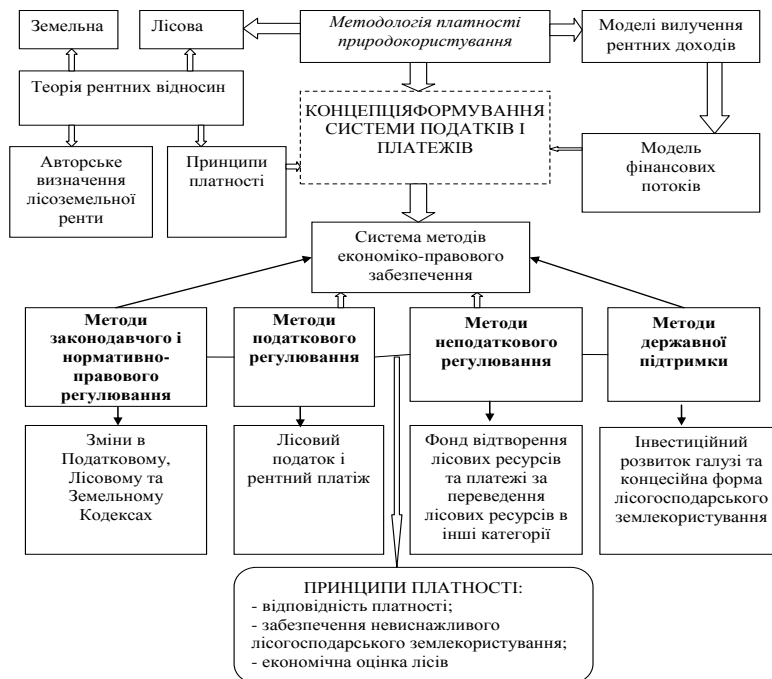 Земельна
Лісова
Методологія платності
природокористування
Моделі вилучення
рентних доходів
Теорія рентних відносин
КОНЦЕПЦІЯФОРМУВАННЯ
СИСТЕМИ ПОДАТКІВ І
ПЛАТЕЖІВ
Авторське
визначення
лісоземельної
ренти
Принципи
платності
Модель
фінансових
потоків
Система методів
економіко-правового
забезпечення
Методи
законодавчого і
нормативно-
правового
регулювання
Методи
податкового
регулювання
Методи
неподаткового
регулювання
Методи
державної
підтримки
Зміни в
Податковому,
Лісовому та
Земельному
Кодексах
Лісовий
податок і
рентний платіж
Фонд відтворення
лісових ресурсів
та платежі за
переведення
лісових ресурсів в
інші категорії
Інвестиційний
розвиток галузі та
концесійна форма
лісогосподарського
землекористування
ПРИНЦИПИ ПЛАТНОСТІ:
- відповідність платності;
- забезпечення невиснажливого
лісогосподарського землекористування;
- економічна оцінка лісів